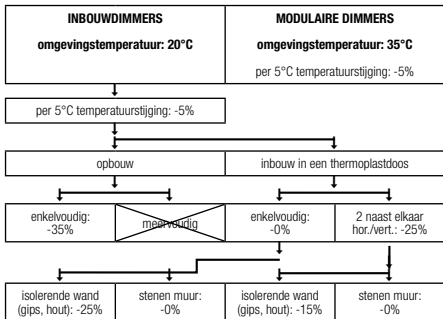 INBOUWDIMMERS
omgevingstemperatuur: 20°C
MODULAIRE DIMMERS
omgevingstemperatuur: 35°C
per 5°C temperatuurstijging: -5%
per 5°C temperatuurstijging: -5%
opbouw
inbouw in een thermoplastdoos
enkelvoudig:
-35%
meervoudig
enkelvoudig:
-0%
2 naast elkaar
hor./vert.: -25%
isolerende wand
(gips, hout): -25%
stenen muur:
-0%
isolerende wand
(gips, hout): -15%
stenen muur:
-0%